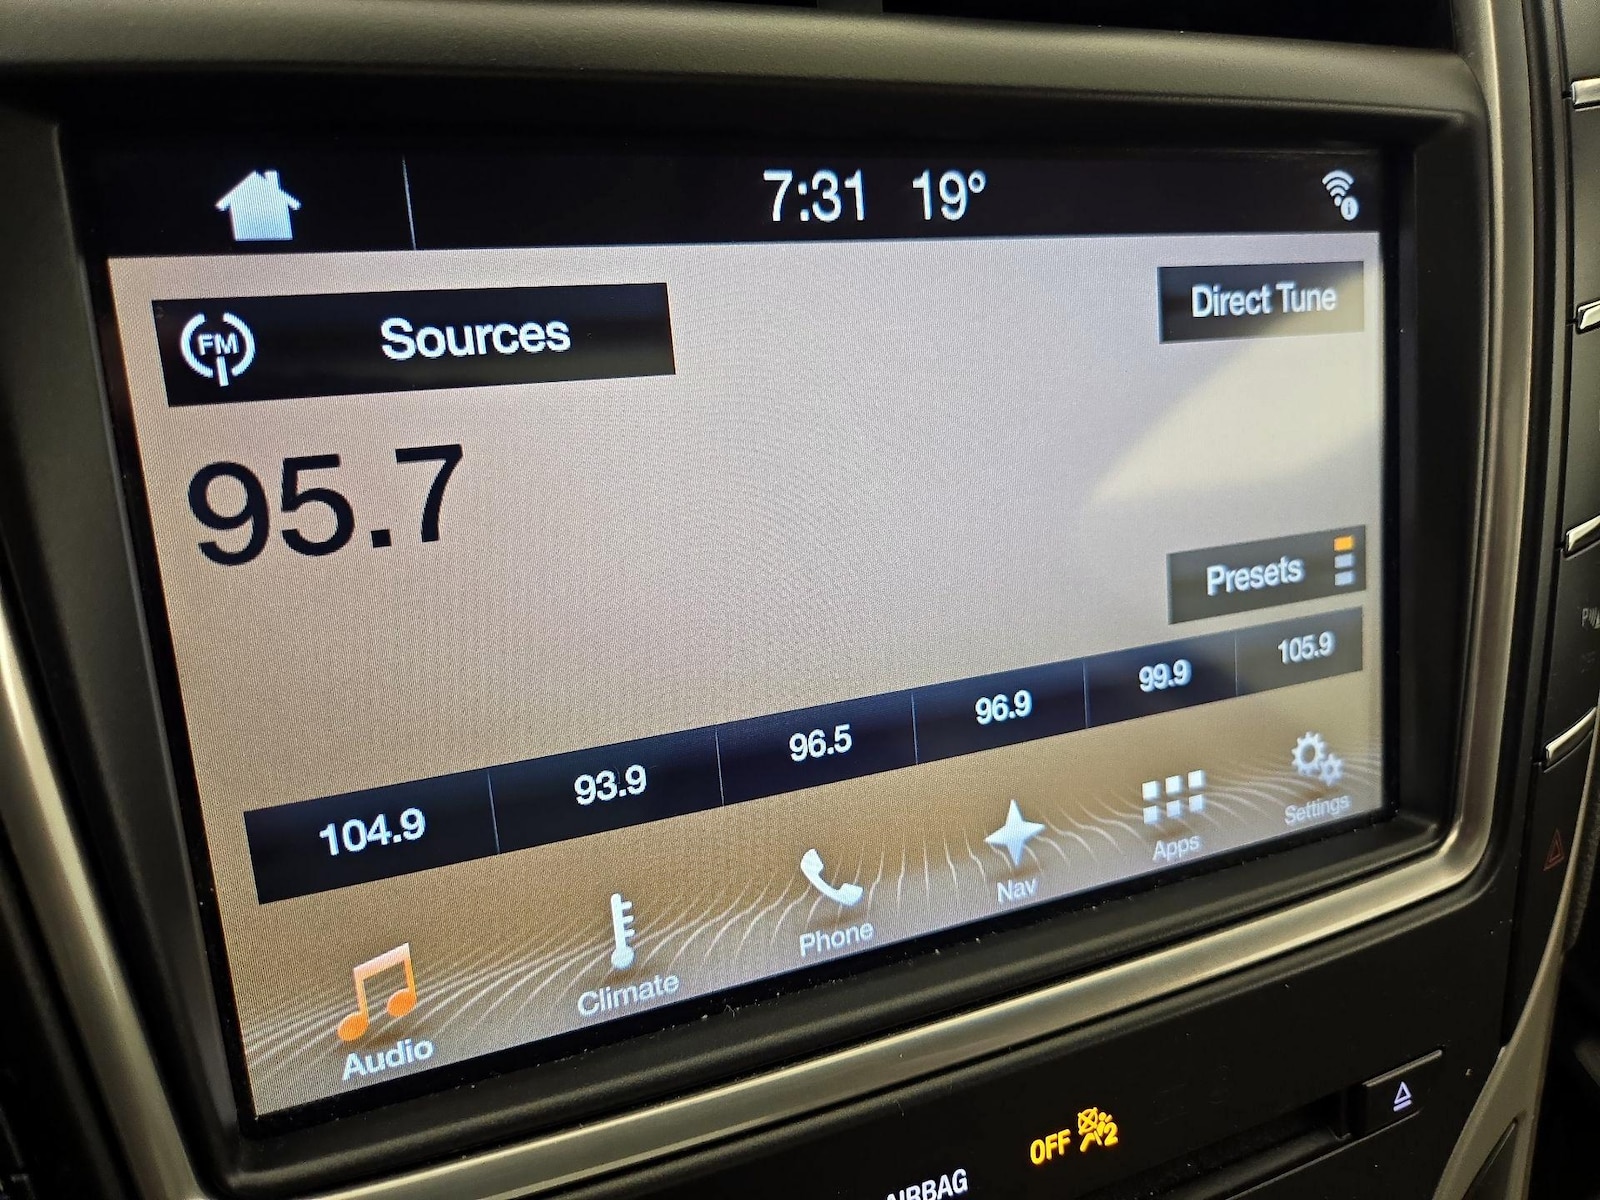 7:31 19°
FM Sources
Direct Tune
95.7
Presets
104.9 93.9 96.5 96.9 99.9 105.9
Audio Climate Phone Nav Apps Settings
OFF 2
AIRBAG